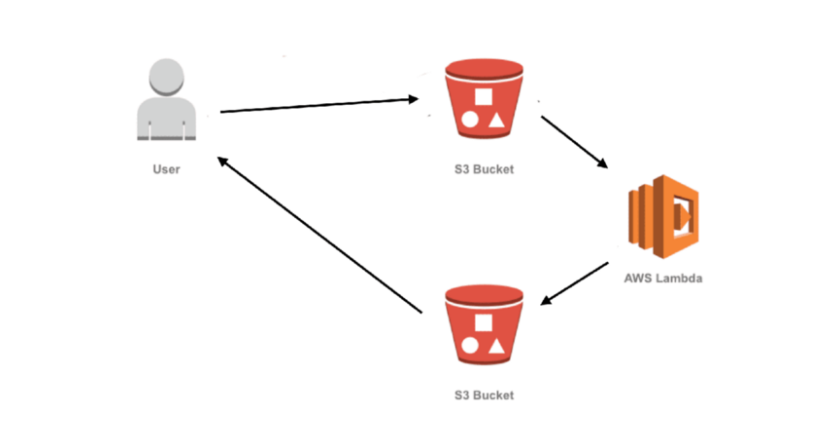 User
S3 Bucket
AWS Lambda
S3 Bucket